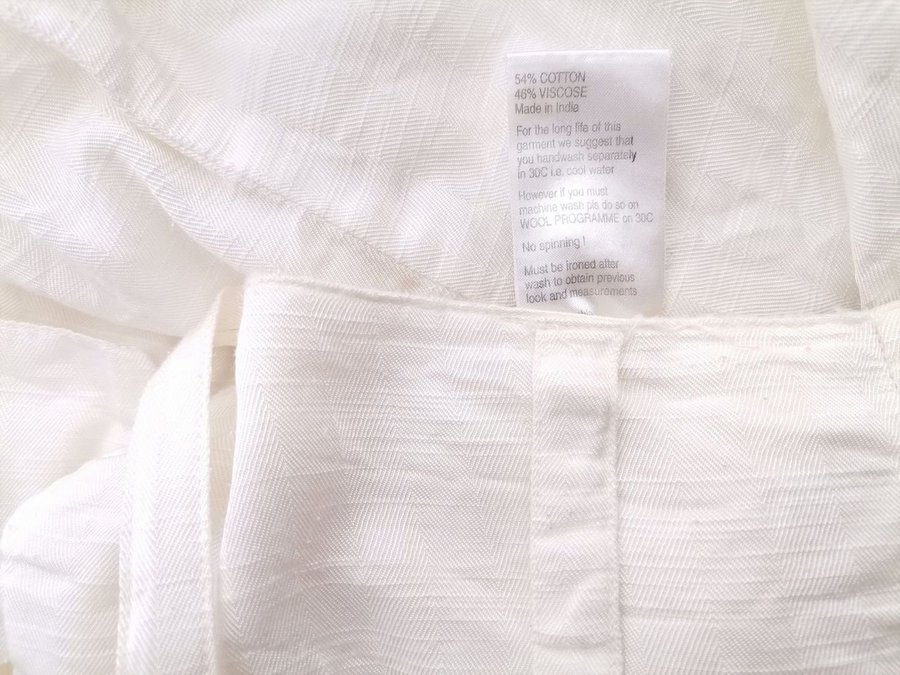 54% COTTON
46% VISCOSE
Made in India
For the long life of this
garment we suggest that
you handwash separately
in 30C i.e. cool water
However if you must
machine wash pls do so on
WOOL PROGRAMME on 30C
No spinning !
Must be ironed after
wash to obtain previous
look and measurements